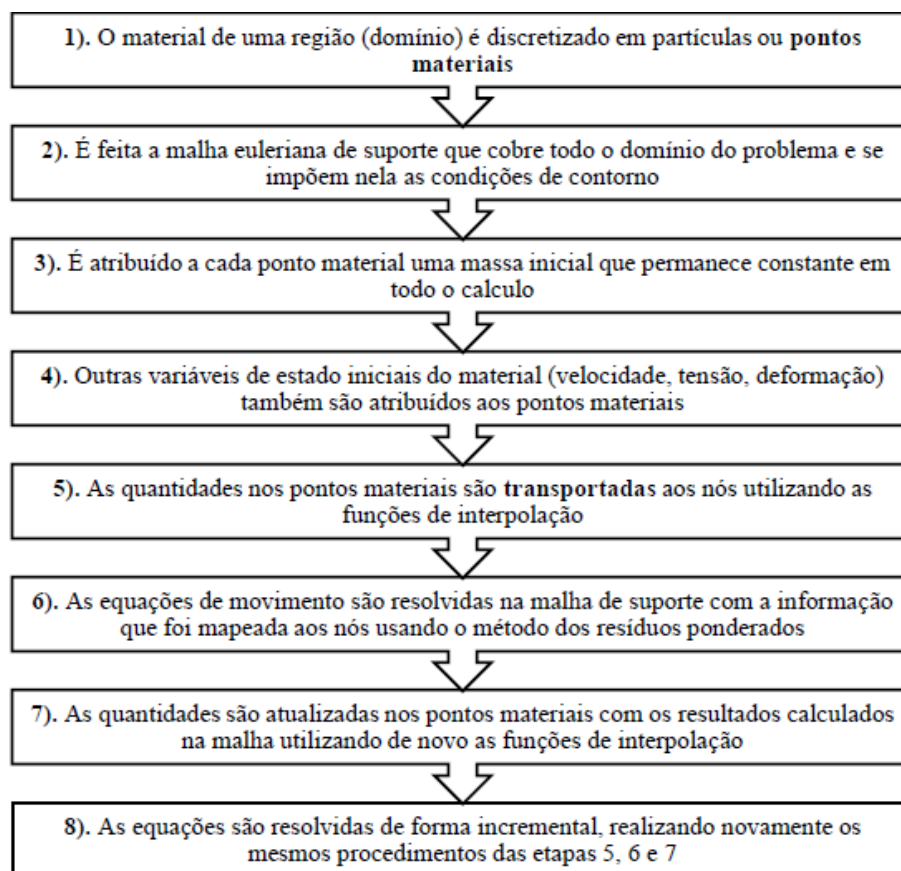 1). O material de uma região (domínio) é discretizado em partículas ou pontos
materiais
2). É feita a malha euleriana de suporte que cobre todo o domínio do problema e se
impõem nela as condições de contorno
3). É atribuído a cada ponto material uma massa inicial que permanece constante em
todo o calculo
4). Outras variáveis de estado iniciais do material (velocidade, tensão, deformação)
também são atribuídos aos pontos materiais
5). As quantidades nos pontos materiais são transportadas aos nós utilizando as
funções de interpolação
6). As equações de movimento são resolvidas na malha de suporte com a informação
que foi mapeada aos nós usando o método dos resíduos ponderados
7). As quantidades são atualizadas nos pontos materiais com os resultados calculados
na malha utilizando de novo as funções de interpolação
8). As equações são resolvidas de forma incremental, realizando novamente os
mesmos procedimentos das etapas 5, 6 e 7